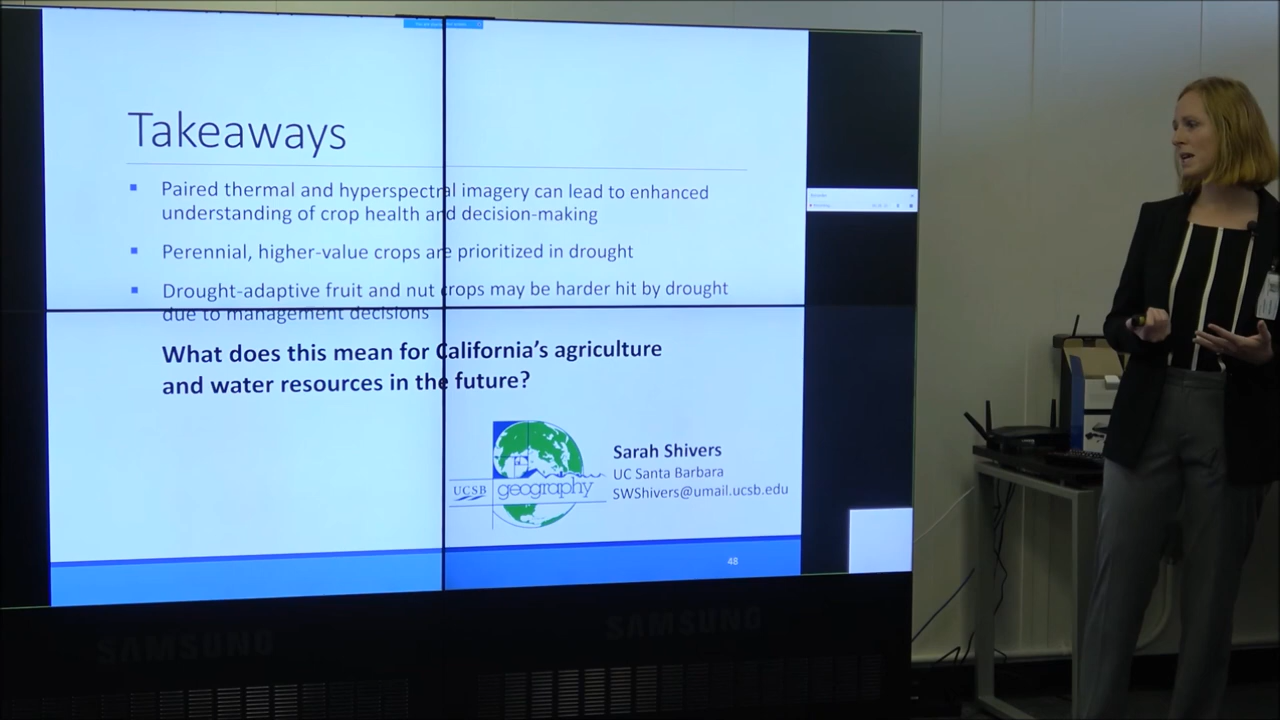 Takeaways
Paired thermal and hyperspectral imagery can lead to enhanced
understanding of crop health and decision-making
Perennial, higher-value crops are prioritized in drought
Drought-adaptive fruit and nut crops may be harder hit by drought
due to management decisions
What does this mean for California's agriculture
and water resources in the future?
UCSB
geography
Sarah Shivers
UC Santa Barbara
SWShivers@umail.ucsb.edu
48
SAMSUNG
SAMSUNG